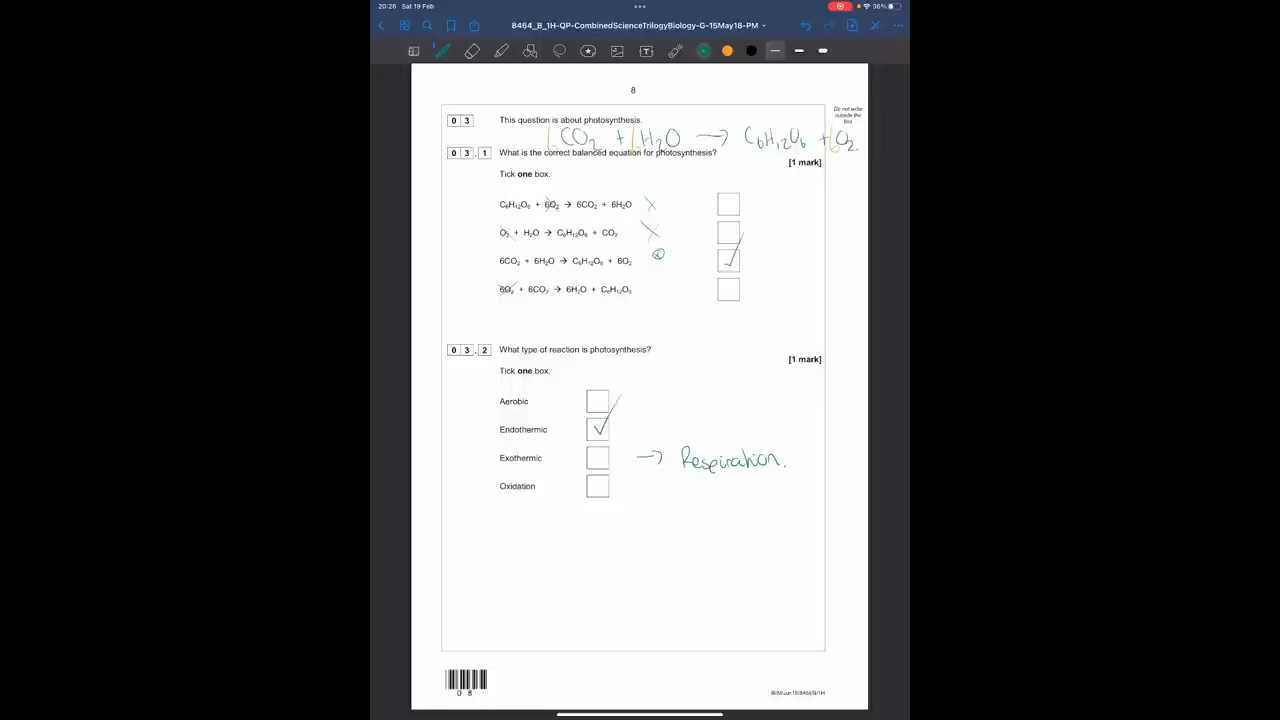 20:26 Sat 19 Feb
36%
8464_B_1H-QP-CombinedScienceTrilogyBiology-G-15May18-PM
8
Do not write
outside the
box
0 3 This question is about photosynthesis.
6CO₂ + 6H₂O → C₆H₁₂O₆ + 6O₂.
0 3 . 1 What is the correct balanced equation for photosynthesis?
[1 mark]
Tick one box.
C₆H₁₂O₆ + 6O₂ → 6CO₂ + 6H₂O
O₂ + H₂O → C₆H₁₂O₆ + CO₂
6CO₂ + 6H₂O → C₆H₁₂O₆ + 6O₂
6O₂ + 6CO₂ → 6H₂O + C₆H₁₂O₆
0 3 . 2 What type of reaction is photosynthesis?
[1 mark]
Tick one box.
Aerobic
Endothermic
Exothermic → Respiration.
Oxidation
0 8
IB/M/Jun18/8464/B/1H